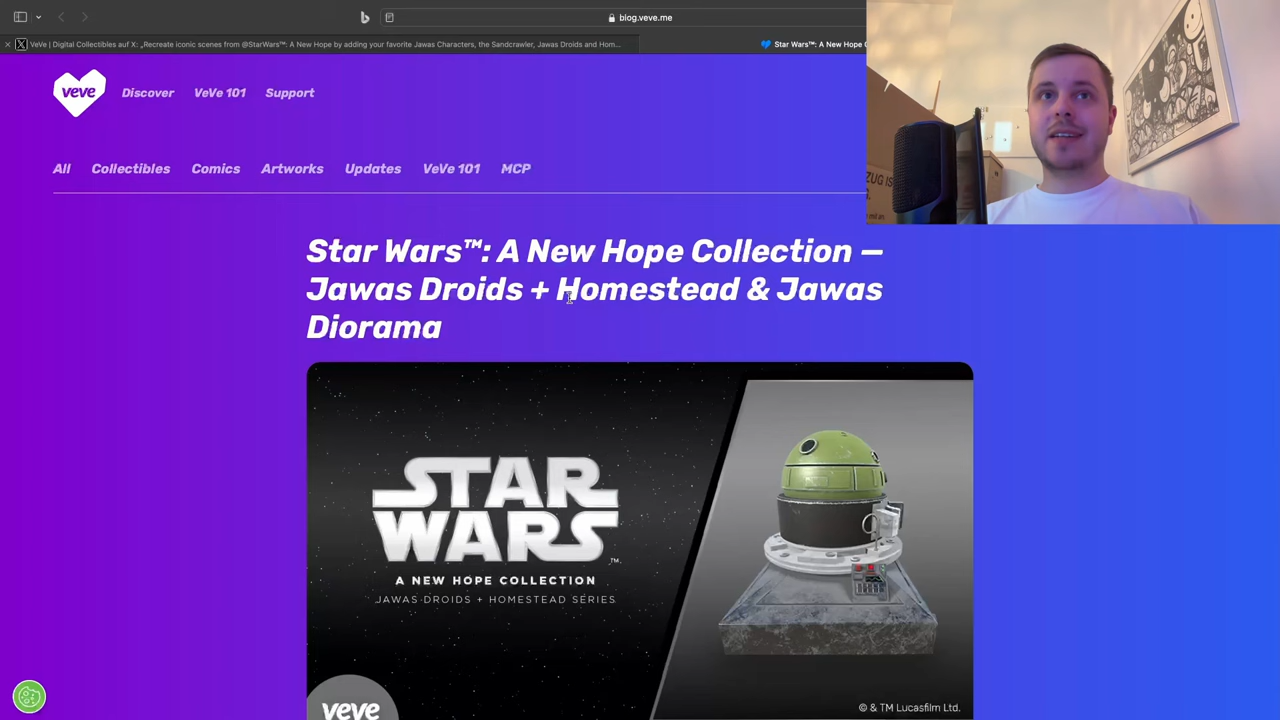 blog.veve.me
VeVe | Digital Collectibles auf X: „Recreate iconic scenes from @StarWars™: A New Hope by adding your favorite Jawas Characters, the Sandcrawler, Jawas Droids and Hom...
Star Wars™: A New Hope C
veve
Discover
VeVe 101
Support
All
Collectibles
Comics
Artworks
Updates
VeVe 101
MCP
ZUG IS
Star Wars™: A New Hope Collection —
Jawas Droids + Homestead & Jawas
Diorama
STAR
WARS™
A NEW HOPE COLLECTION
JAWAS DROIDS + HOMESTEAD SERIES
veve
© & TM Lucasfilm Ltd.